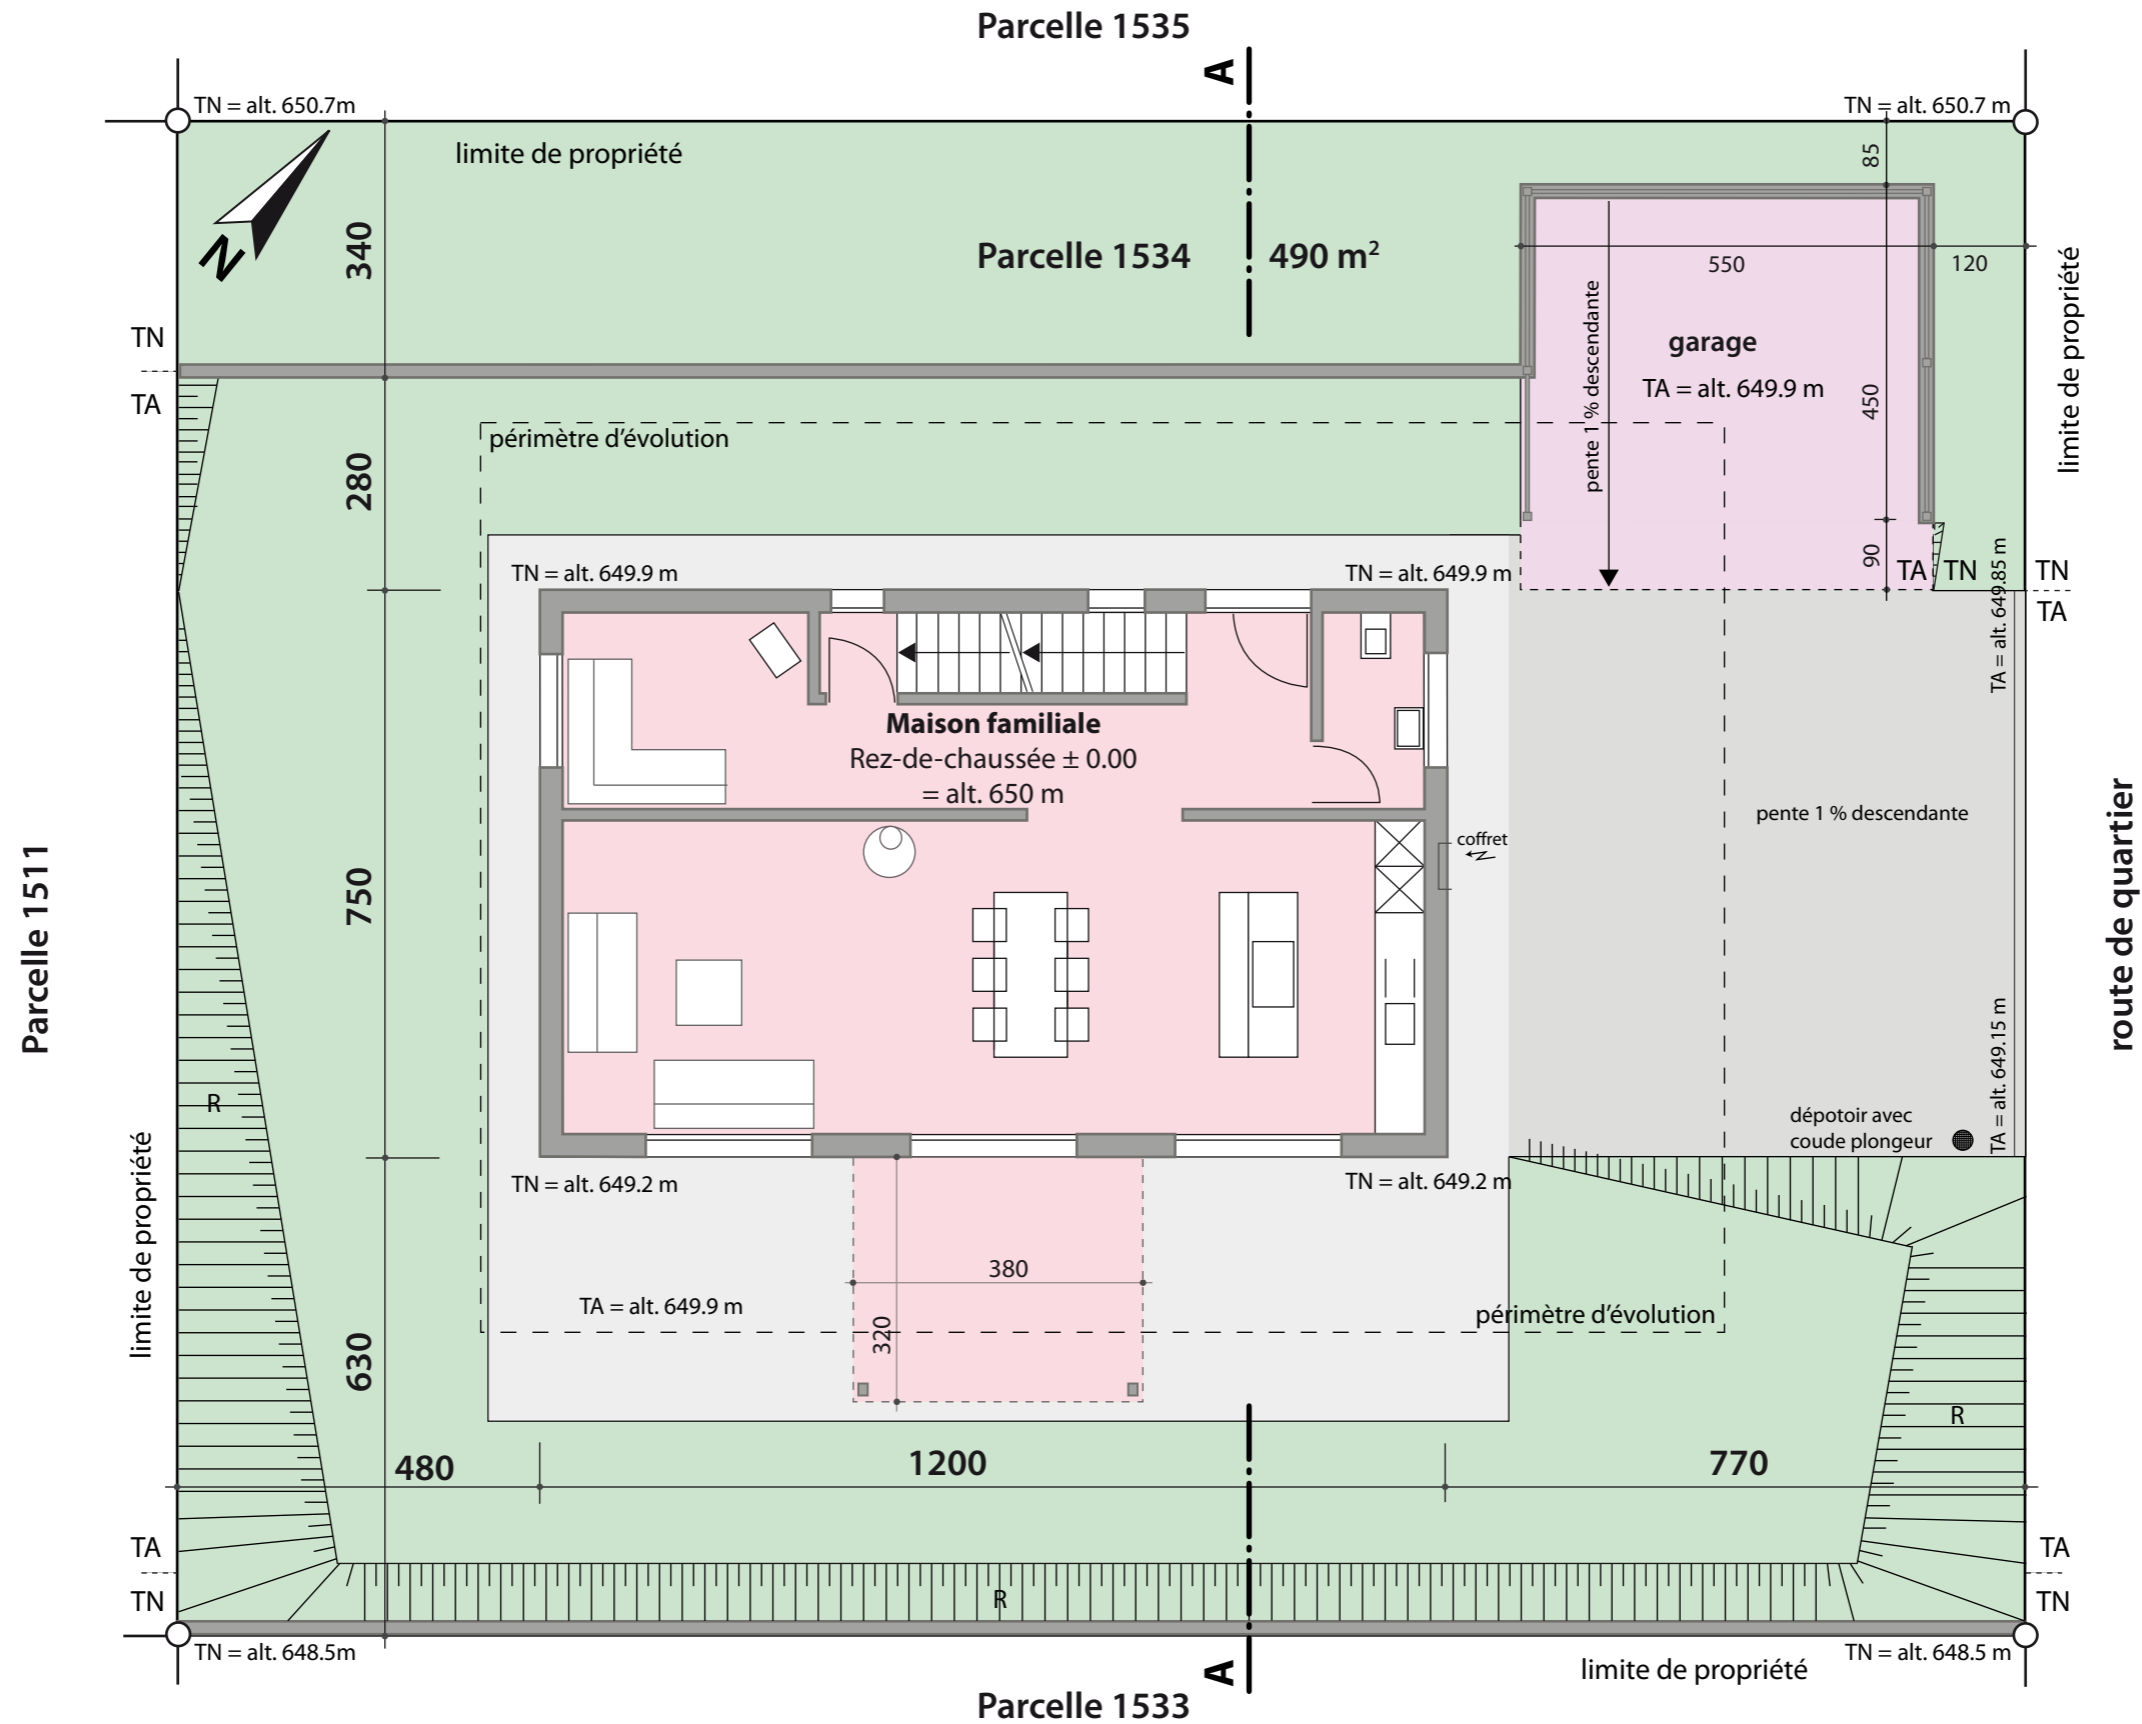 Parcelle 1535
A
TN = alt. 650.7m
TN = alt. 650.7 m
limite de propriété
85
N
340
Parcelle 1534
490 m²
550
120
limite de propriété
garage
TA = alt. 649.9 m
pente 1 % descendante
450
TN
TA
périmètre d'évolution
280
90
TN = alt. 649.9 m
TN = alt. 649.9 m
TA
TN
TN
TA
TA = alt. 649.85 m
Maison familiale
Rez-de-chaussée ± 0.00
= alt. 650 m
pente 1 % descendante
coffret
Parcelle 1511
750
route de quartier
R
dépotoir avec
coude plongeur
TA = alt. 649.15 m
TN = alt. 649.2 m
TN = alt. 649.2 m
limite de propriété
380
320
TA = alt. 649.9 m
périmètre d'évolution
630
R
480
1200
770
TA
TN
TA
TN
R
TN = alt. 648.5m
TN = alt. 648.5 m
A
limite de propriété
Parcelle 1533